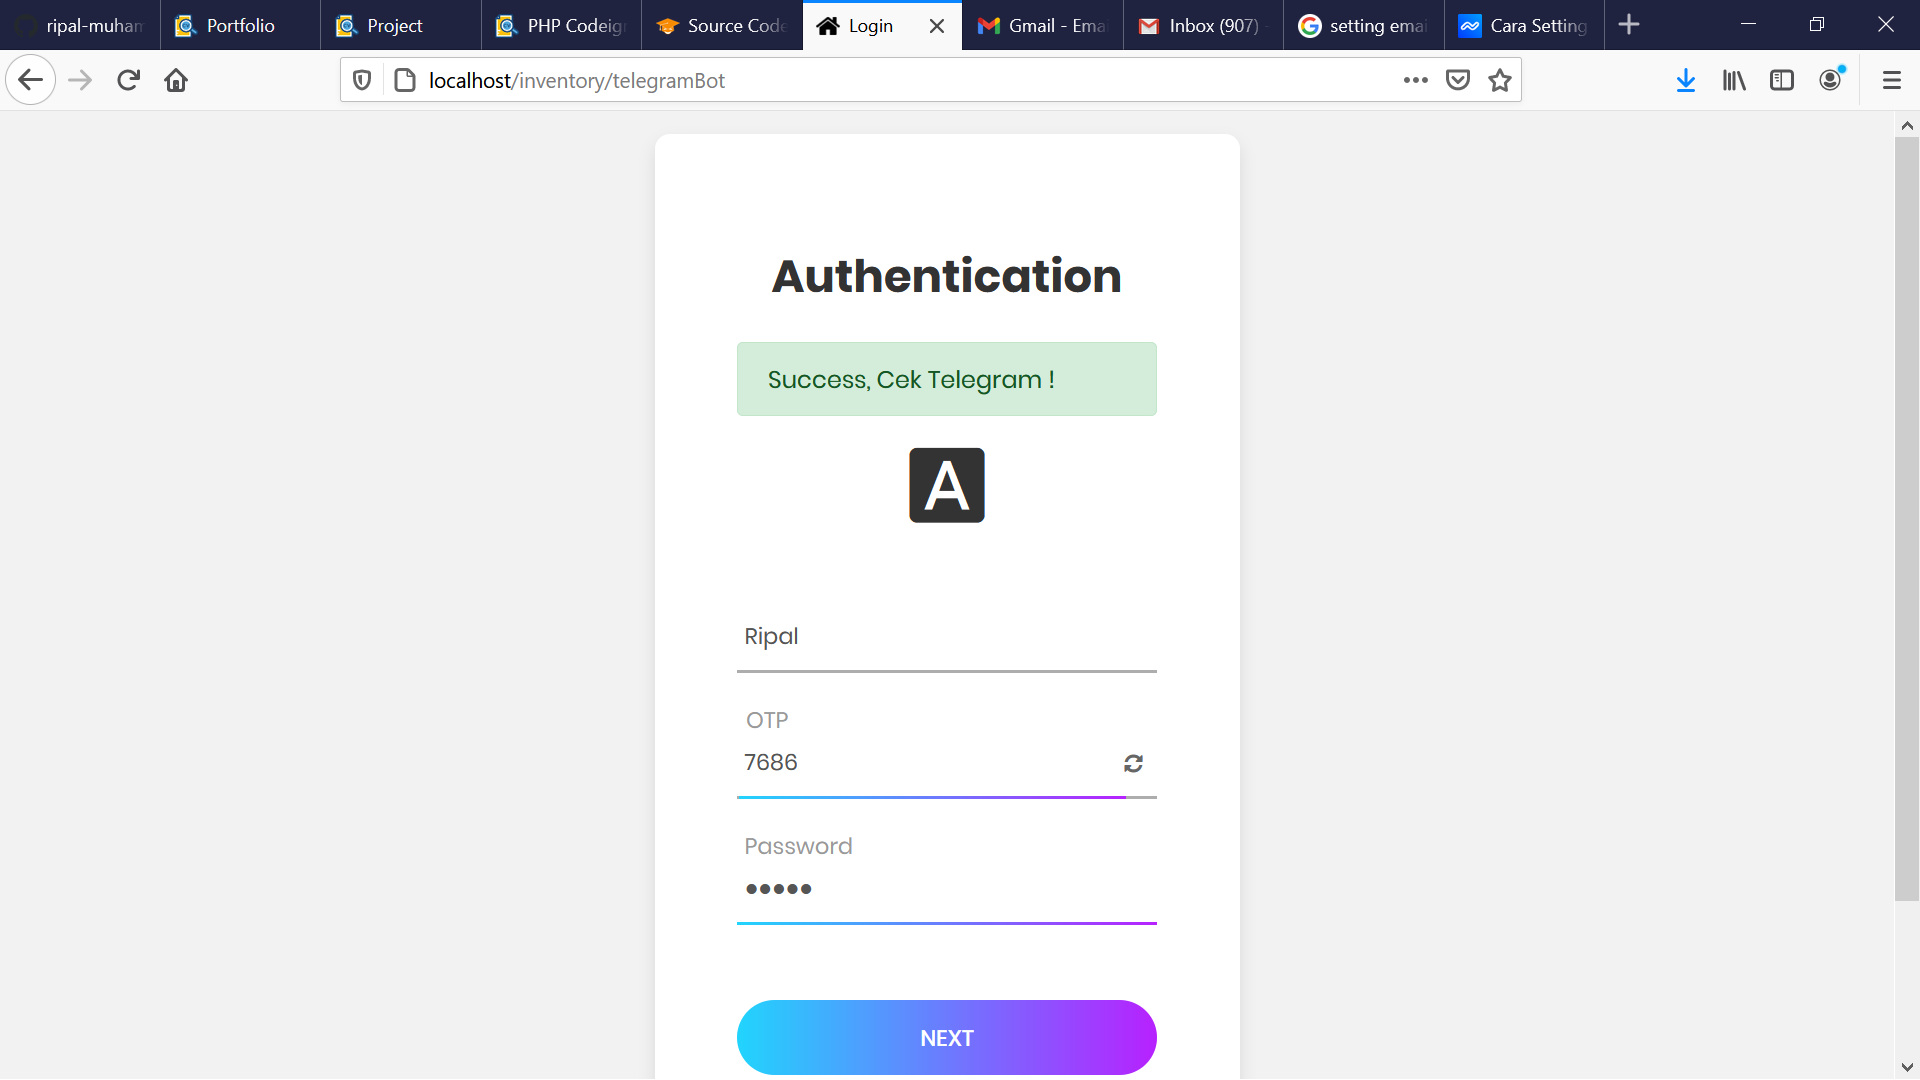 ripal-muham
Portfolio
Project
PHP Codeig
Source Code
Login
Gmail - Ema
Inbox (907) -
setting emai
Cara Setting
localhost/inventory/telegramBot
Authentication
Success, Cek Telegram !
A
Ripal
OTP
7686
Password
NEXT